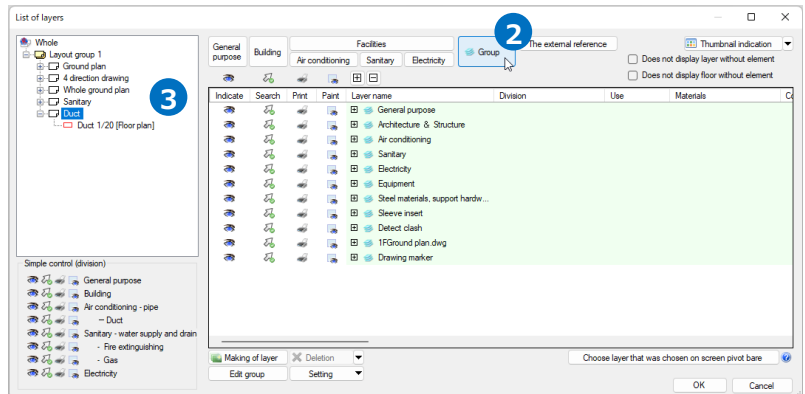 List of layers
Whole
Layout group 1
Ground plan
4 direction drawing
Whole ground plan
Sanitary
Duct
Duct 1/20 [Floor plan]
3
Simple control (division)
General purpose
Building
Air conditioning - pipe
- Duct
Sanitary - water supply and drain
- Fire extinguishing
- Gas
Electricity
General purpose
Building
Facilities
Air conditioning Sanitary Electricity
Group
2
The external reference
Thumbnail indication
Does not display layer without element
Does not display floor without element
Indicate Search Print Paint Layer name Division Use Materials
General purpose
Architecture & Structure
Air conditioning
Sanitary
Electricity
Equipment
Steel materials, support hardw...
Sleeve insert
Detect clash
1FGround plan.dwg
Drawing marker
Making of layer Deletion
Choose layer that was chosen on screen pivot bare
Edit group Setting
OK Cancel